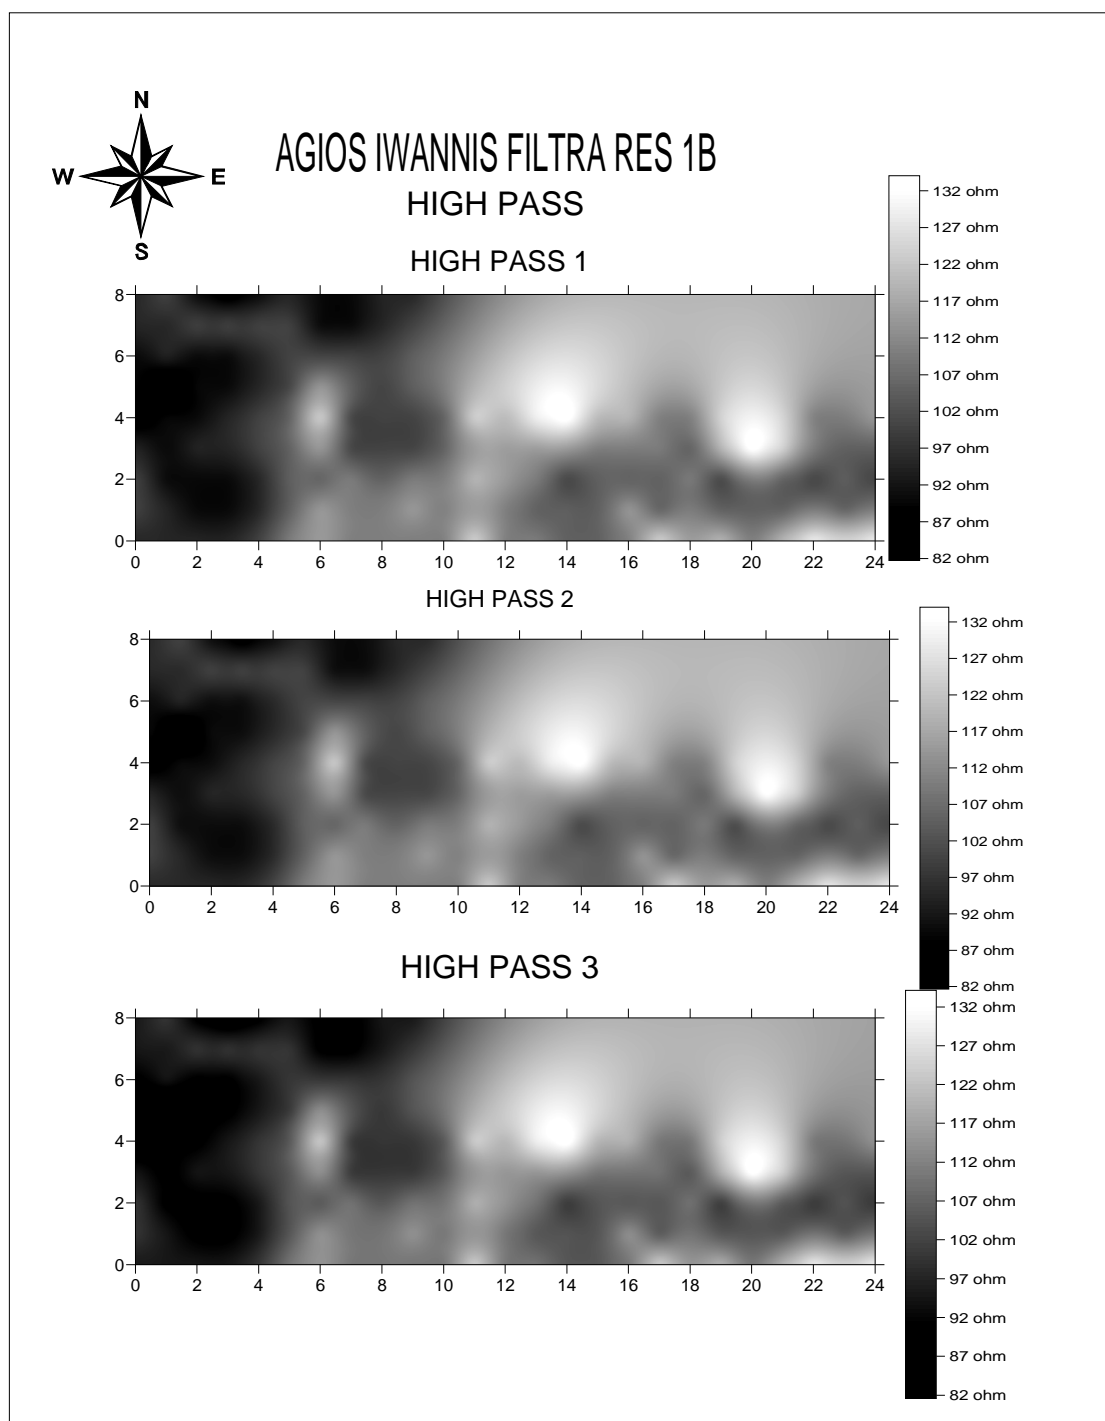 N
W E
S
AGIOS IWANNIS FILTRA RES 1B
HIGH PASS
HIGH PASS 1
8
6
4
2
0
0 2 4 6 8 10 12 14 16 18 20 22 24
132 ohm
127 ohm
122 ohm
117 ohm
112 ohm
107 ohm
102 ohm
97 ohm
92 ohm
87 ohm
82 ohm
HIGH PASS 2
8
6
4
2
0
0 2 4 6 8 10 12 14 16 18 20 22 24
132 ohm
127 ohm
122 ohm
117 ohm
112 ohm
107 ohm
102 ohm
97 ohm
92 ohm
87 ohm
82 ohm
HIGH PASS 3
8
6
4
2
0
0 2 4 6 8 10 12 14 16 18 20 22 24
132 ohm
127 ohm
122 ohm
117 ohm
112 ohm
107 ohm
102 ohm
97 ohm
92 ohm
87 ohm
82 ohm